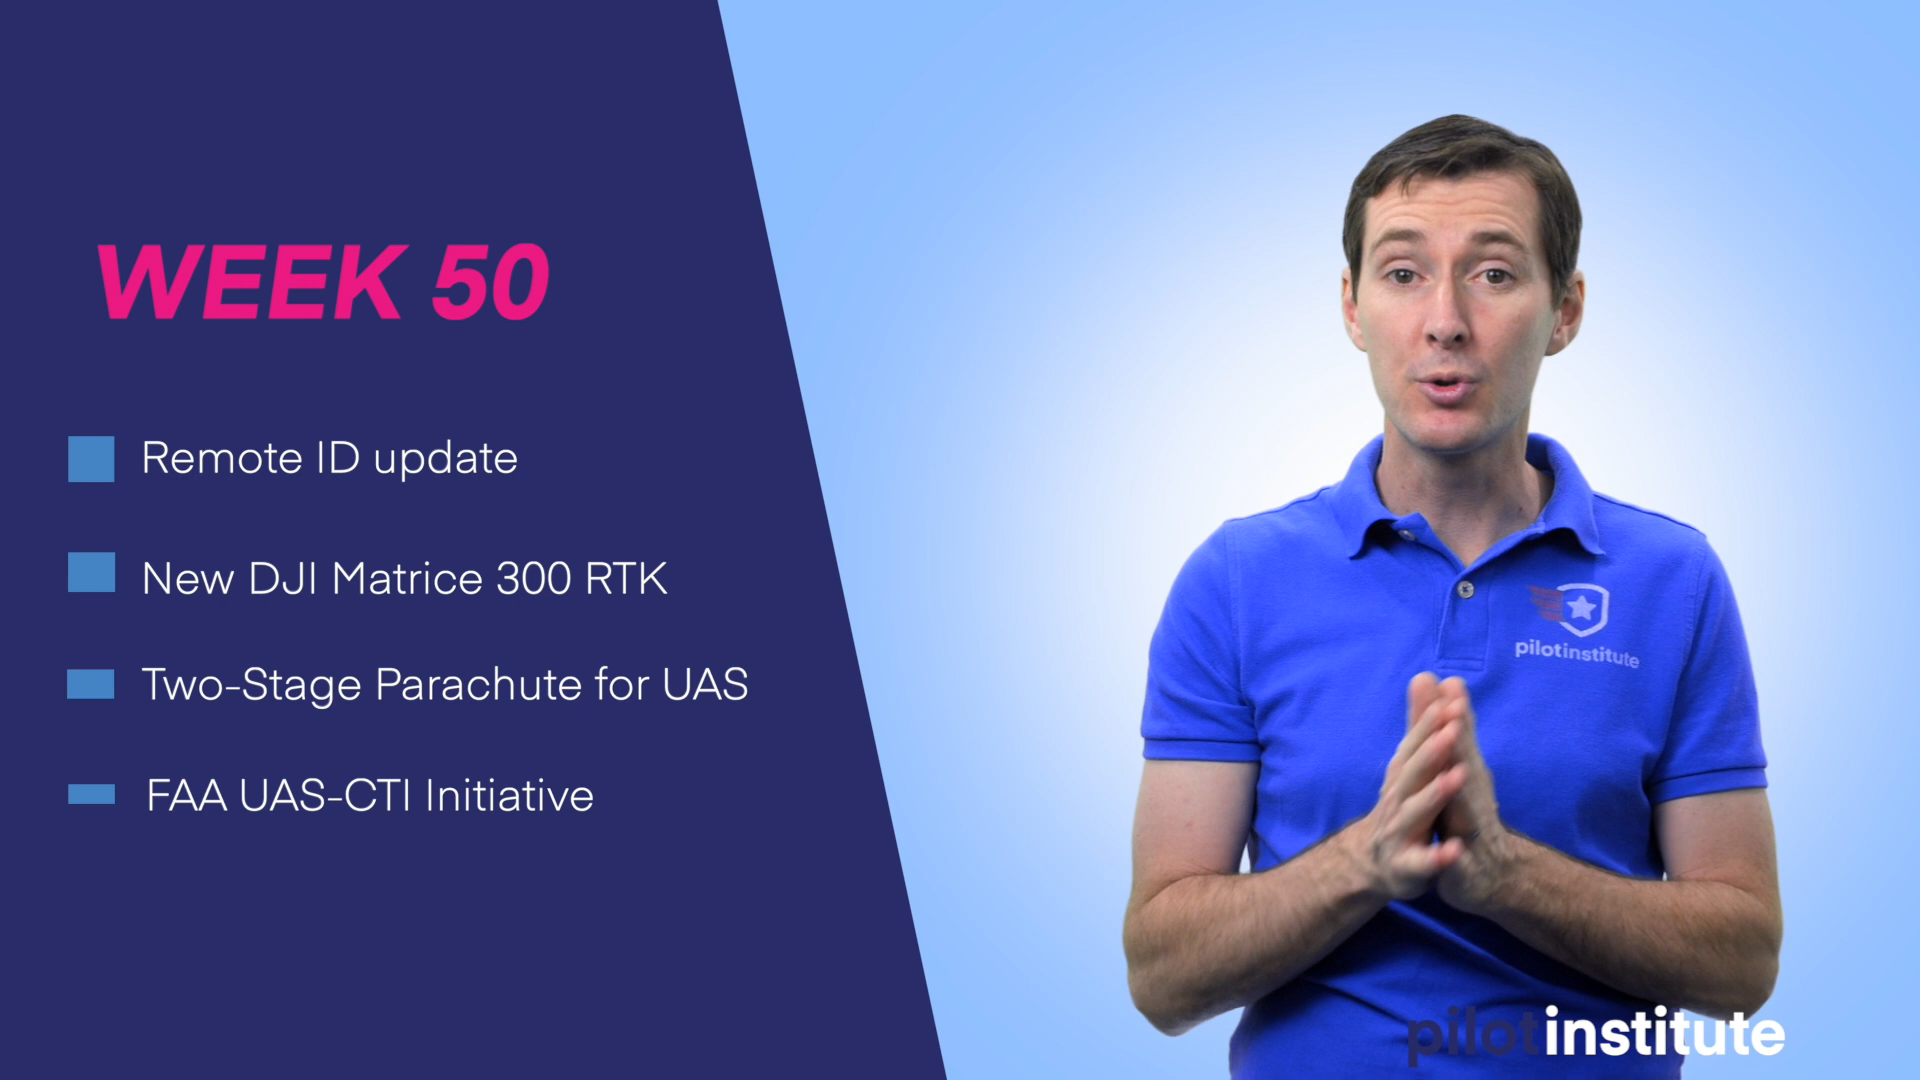 WEEK 50
Remote ID update
New DJI Matrice 300 RTK
Two-Stage Parachute for UAS
FAA UAS-CTI Initiative
pilotinstitute
pilotinstitute